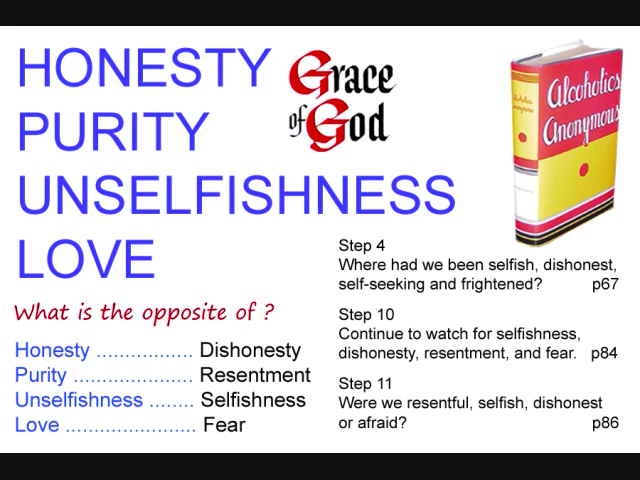 HONESTY
PURITY
UNSELFISHNESS
LOVE
Grace
of God
Alcoholics
Anonymous
What is the opposite of ?
Honesty .................. Dishonesty
Purity ...................... Resentment
Unselfishness ........ Selfishness
Love ........................ Fear
Step 4
Where had we been selfish, dishonest,
self-seeking and frightened? p67
Step 10
Continue to watch for selfishness,
dishonesty, resentment, and fear. p84
Step 11
Were we resentful, selfish, dishonest
or afraid? p86